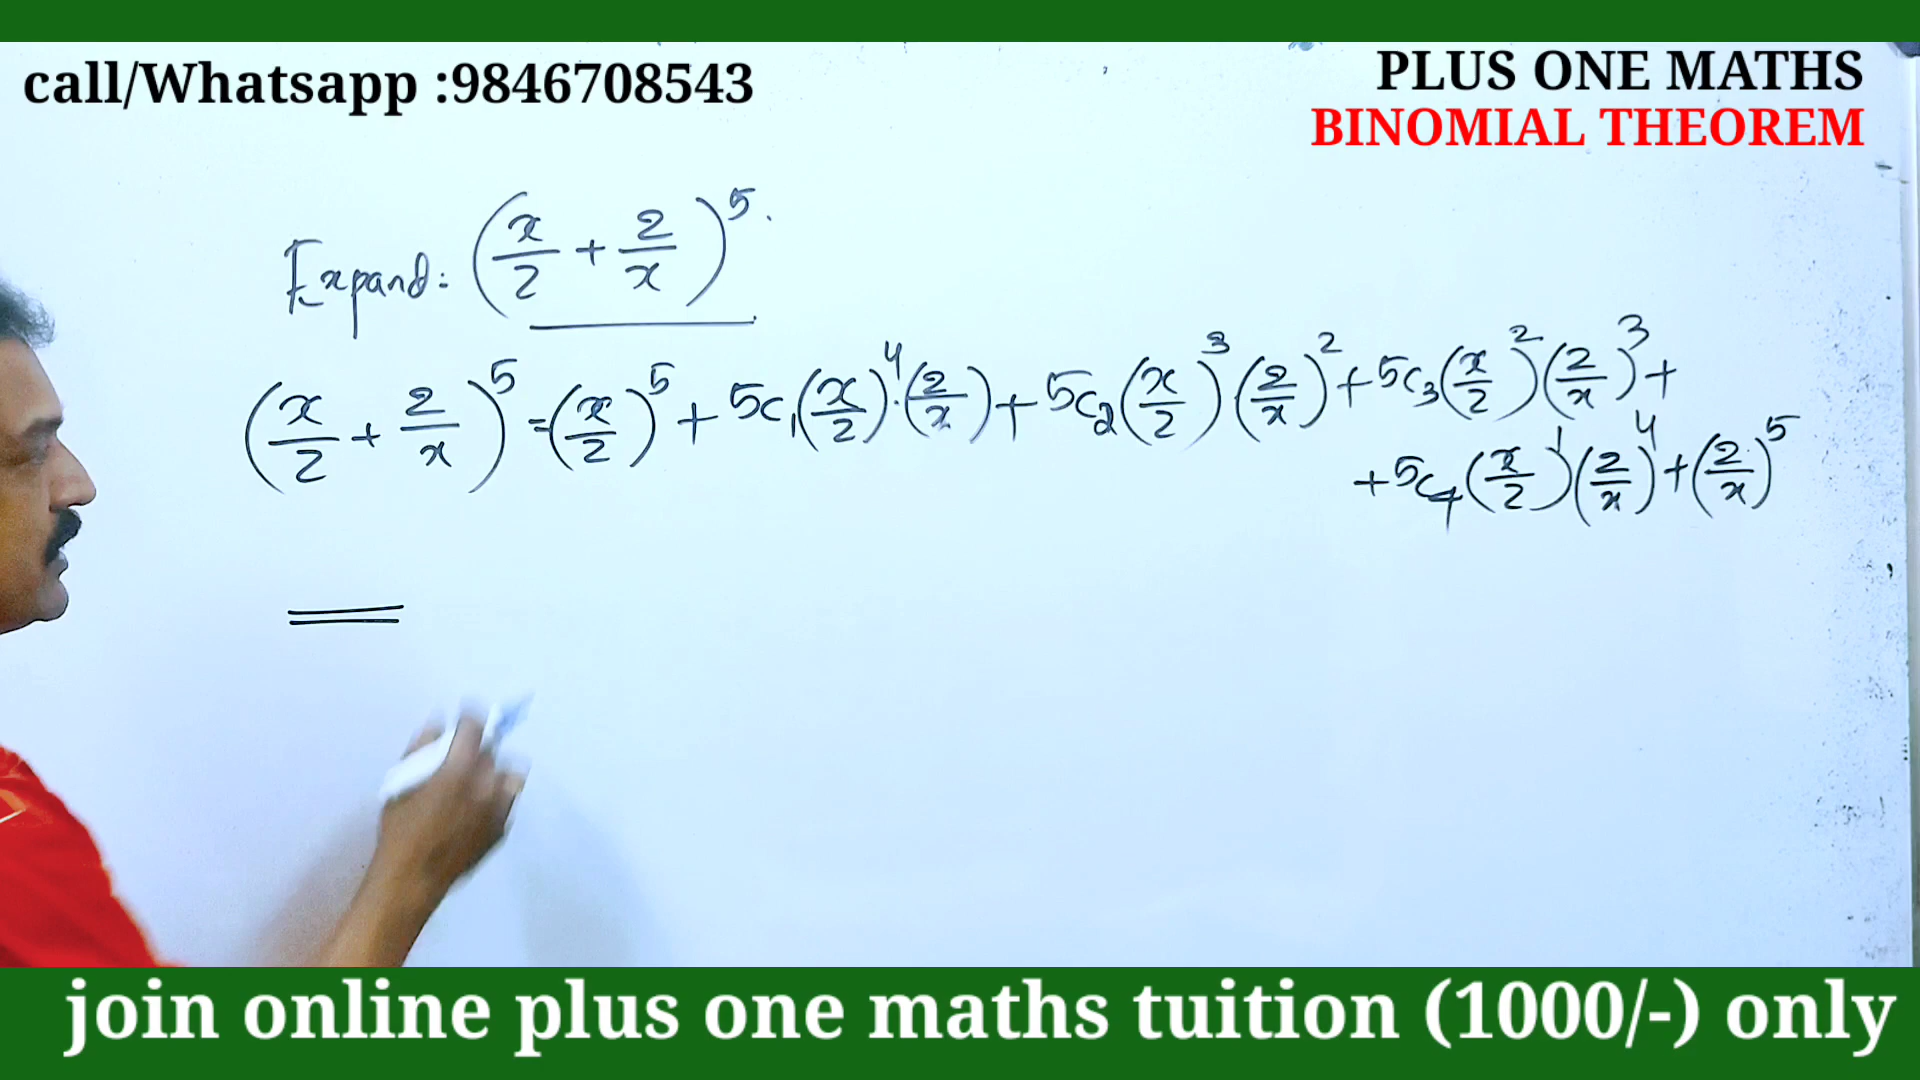 call/Whatsapp :9846708543
PLUS ONE MATHS
BINOMIAL THEOREM
Expand: (x/2 + 2/x)^5.
(x/2 + 2/x)^5 = (x/2)^5 + 5C₁(x/2)^4·(2/x) + 5C₂(x/2)^3(2/x)^2 + 5C₃(x/2)^2(2/x)^3 +
+ 5C₄(x/2)^1(2/x)^4 + (2/x)^5
join online plus one maths tuition (1000/-) only